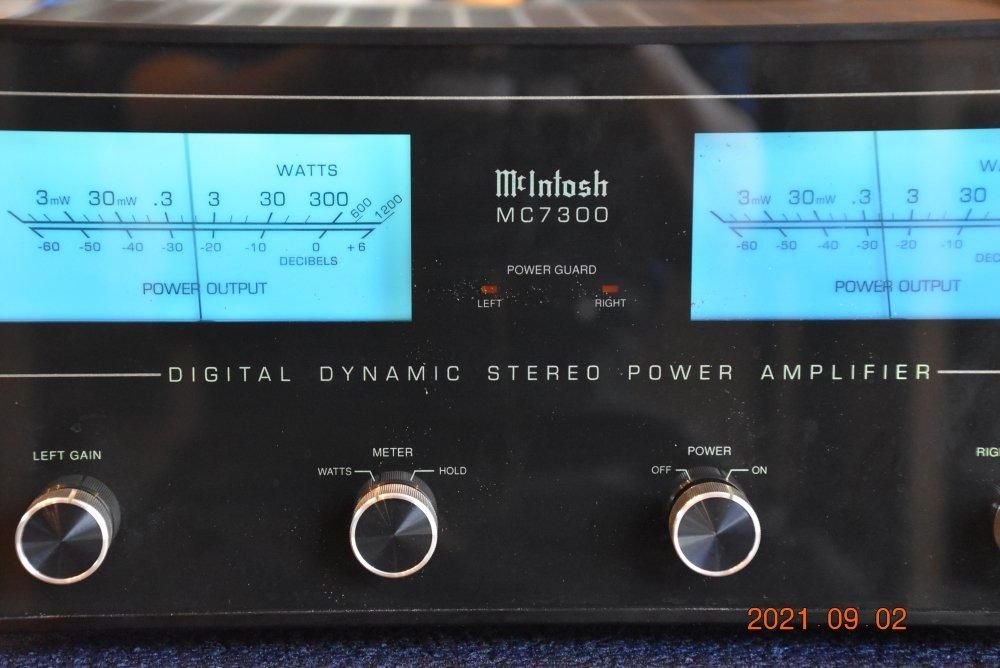 WATTS
3mW 30mW .3 3 30 300 600 1200
-60 -50 -40 -30 -20 -10 0 +6
DECIBELS
POWER OUTPUT
McIntosh
MC7300
POWER GUARD
LEFT RIGHT
3mW 30mW .3 3 30
-60 -50 -40 -30 -20 -10
POWER OUTPUT
DIGITAL DYNAMIC STEREO POWER AMPLIFIER
LEFT GAIN
METER
WATTS HOLD
POWER
OFF ON
2021 09 02